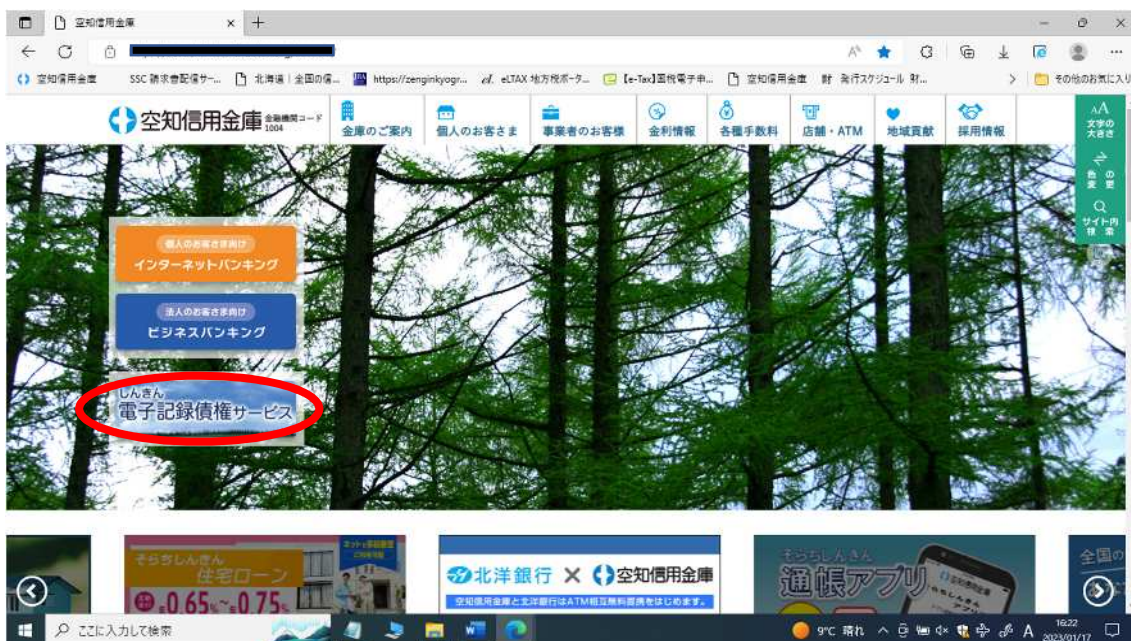 空知信用金庫
空知信用金庫
SSC 請求書配信サー...
北海道 | 全国の信...
https://zenginkyogr...
eLTAX 地方税ポータ...
【e-Tax】国税電子申...
空知信用金庫
財 発行スケジュール 財...
その他のお気に入り
空知信用金庫 金融機関コード 1004
金庫のご案内
個人のお客さま
事業者のお客様
金利情報
各種手数料
店舗・ATM
地域貢献
採用情報
AA
文字の
大きさ
色の
変更
サイト内
検索
個人のお客さま向け
インターネットバンキング
法人のお客さま向け
ビジネスバンキング
しんきん
電子記録債権サービス
そらちしんきん
住宅ローン
0.65%~0.75%
北洋銀行 × 空知信用金庫
空知信用金庫と北洋銀行はATM相互無料提携をはじめます。
そらちしんきん
通帳アプリ
全国の
ここに入力して検索
9°C 晴れ
A
16:22
2023/01/17